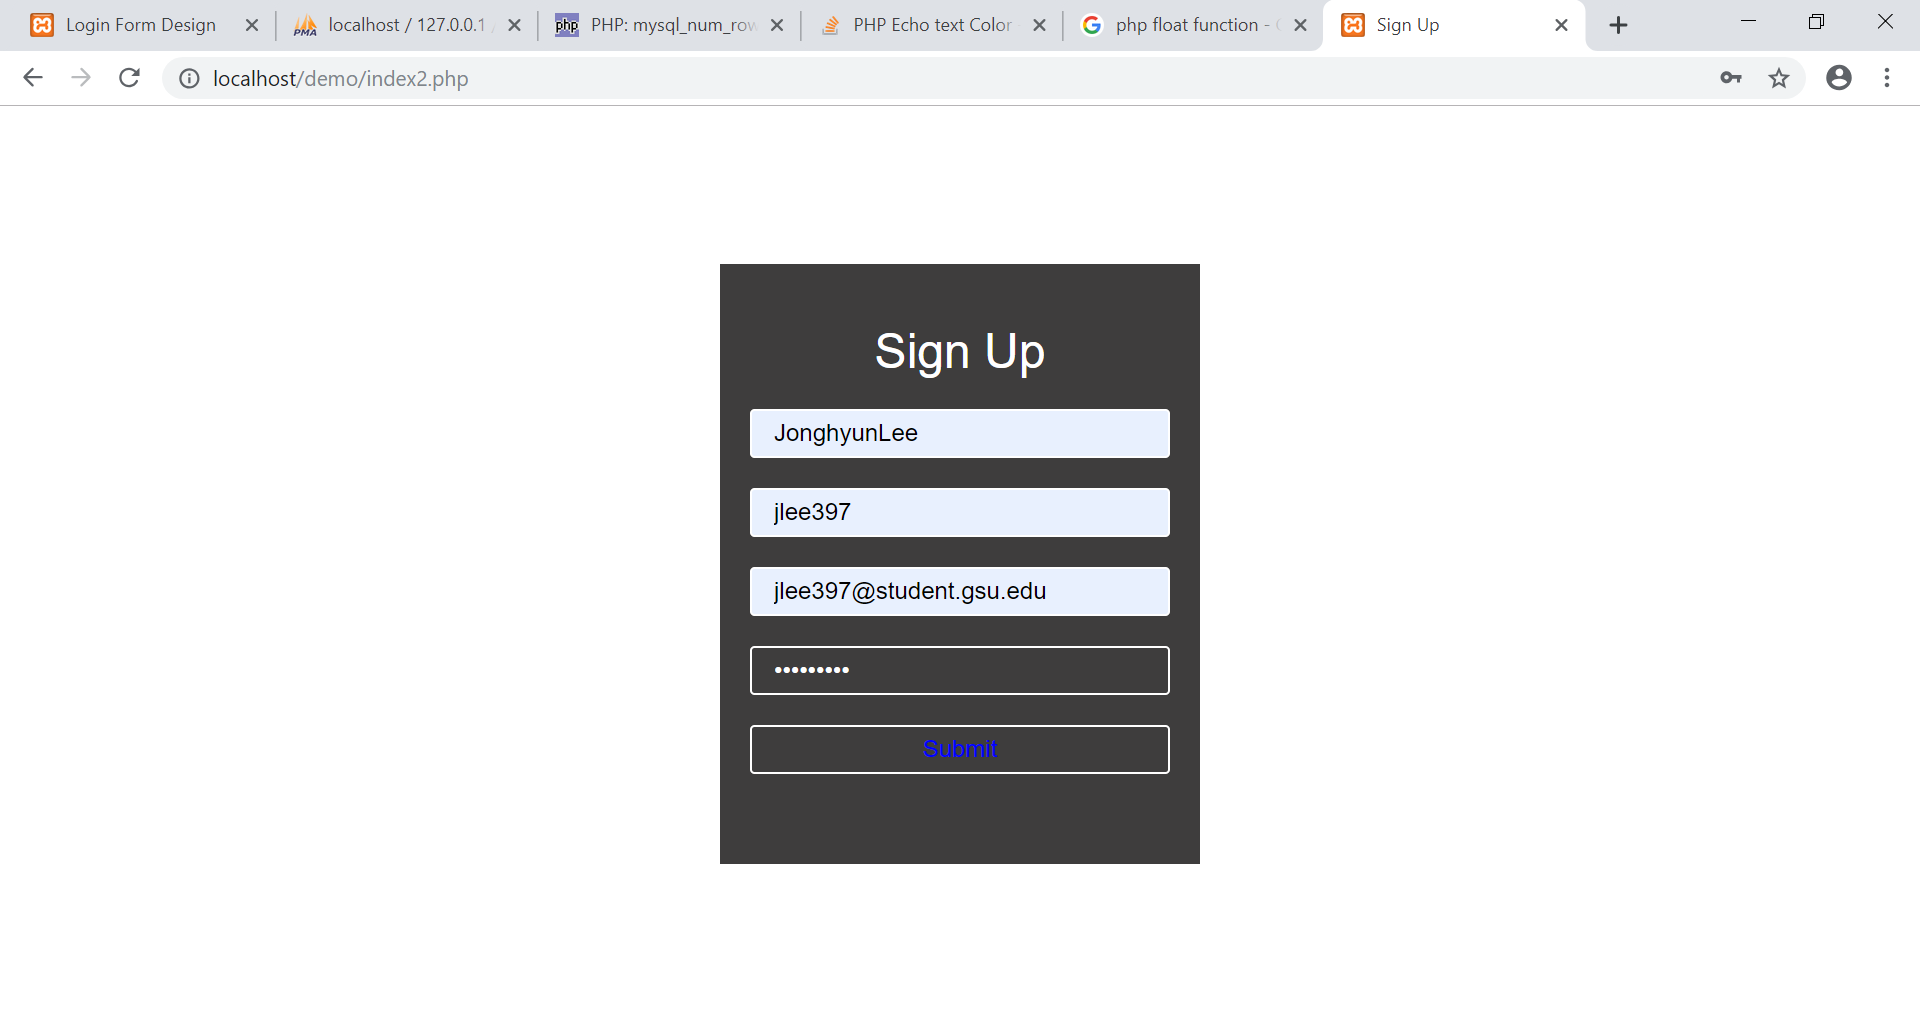 Login Form Design
localhost / 127.0.0.1
PHP: mysql_num_row
PHP Echo text Color
php float function -
Sign Up
localhost/demo/index2.php
Sign Up
JonghyunLee
jlee397
jlee397@student.gsu.edu
•••••••••
Submit